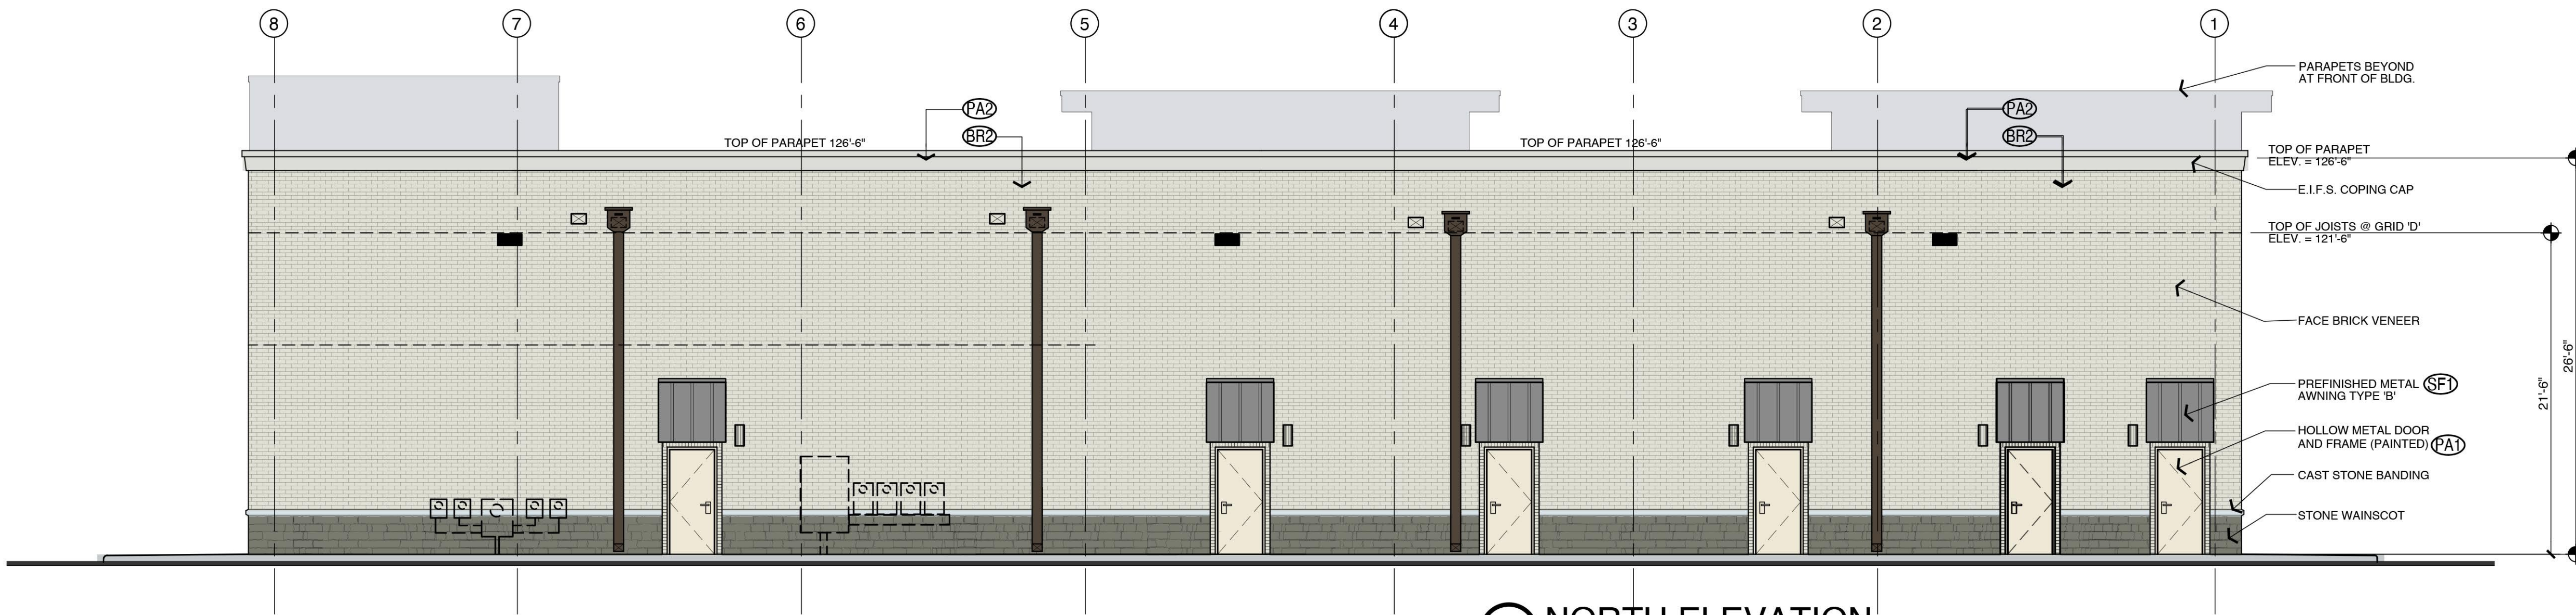 8 7 6 5 4 3 2 1
PARAPETS BEYOND
AT FRONT OF BLDG.
PA2
PA2
BR2
BR2
TOP OF PARAPET 126'-6"
TOP OF PARAPET 126'-6"
TOP OF PARAPET
ELEV. = 126'-6"
E.I.F.S. COPING CAP
TOP OF JOISTS @ GRID 'D'
ELEV. = 121'-6"
FACE BRICK VENEER
26'-6"
21'-6"
PREFINISHED METAL SF1
AWNING TYPE 'B'
HOLLOW METAL DOOR
AND FRAME (PAINTED) PA1
CAST STONE BANDING
STONE WAINSCOT
NORTH ELEVATION